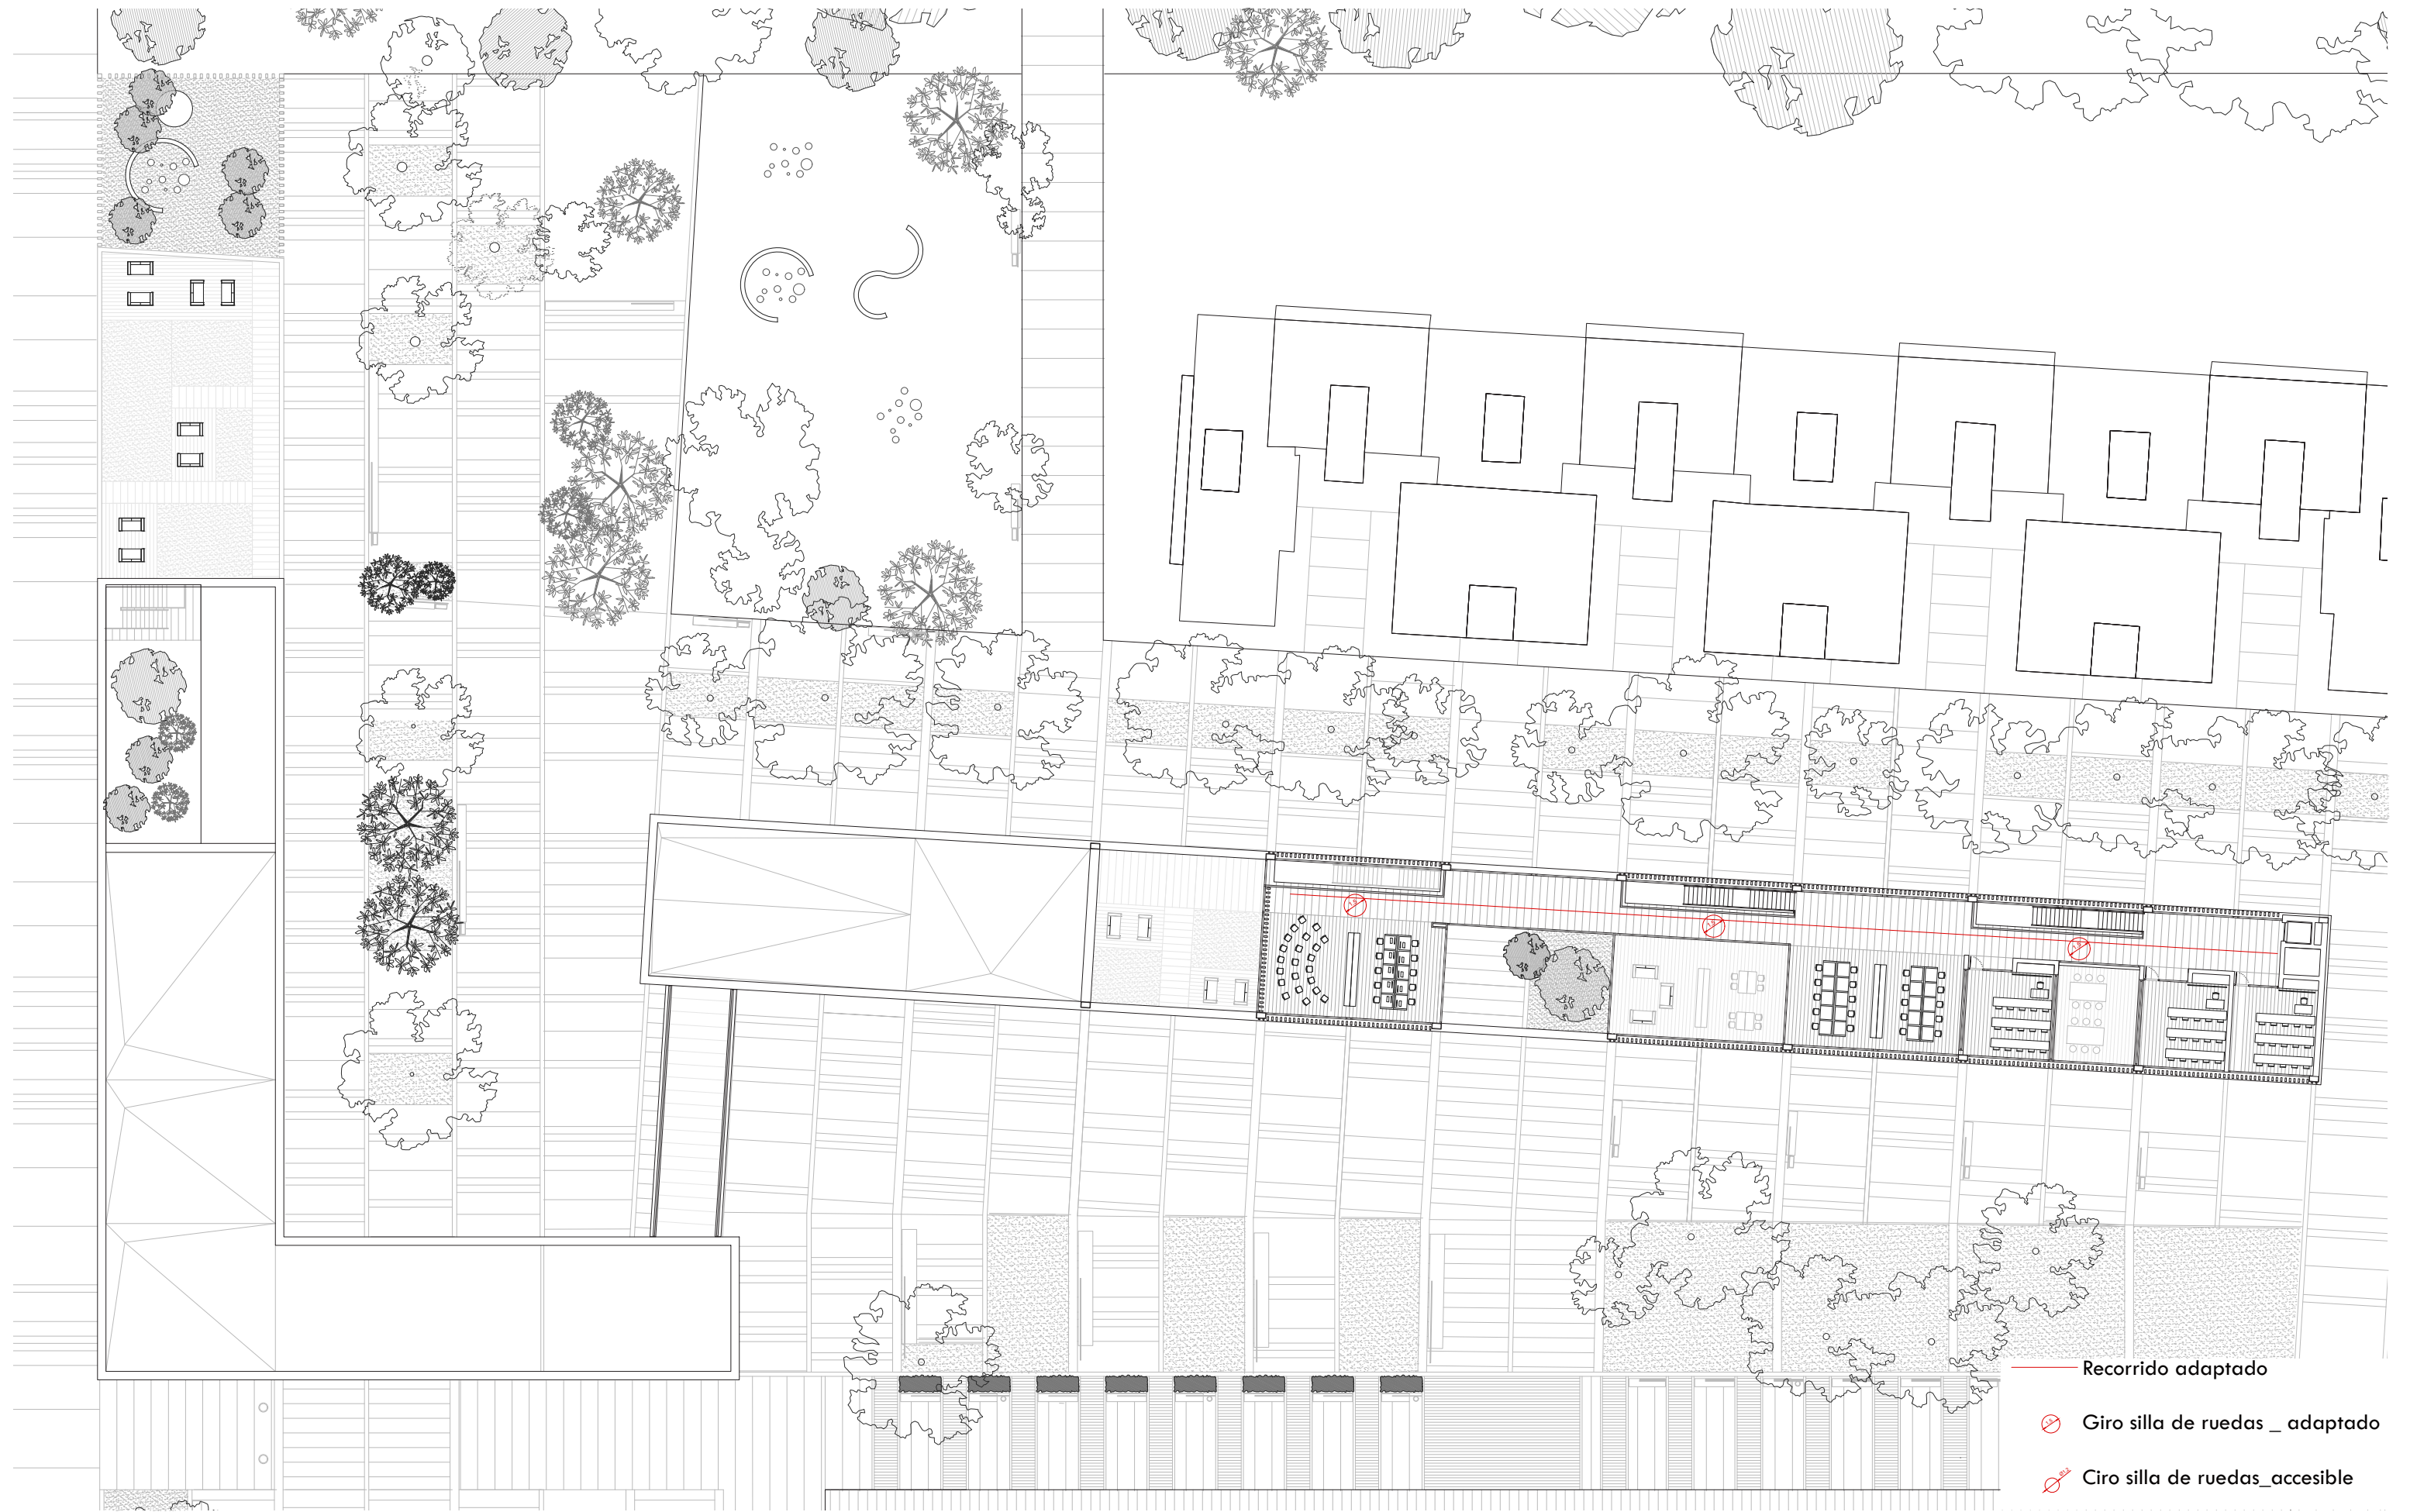 Recorrido adaptado
Giro silla de ruedas _ adaptado
Ciro silla de ruedas_accesible